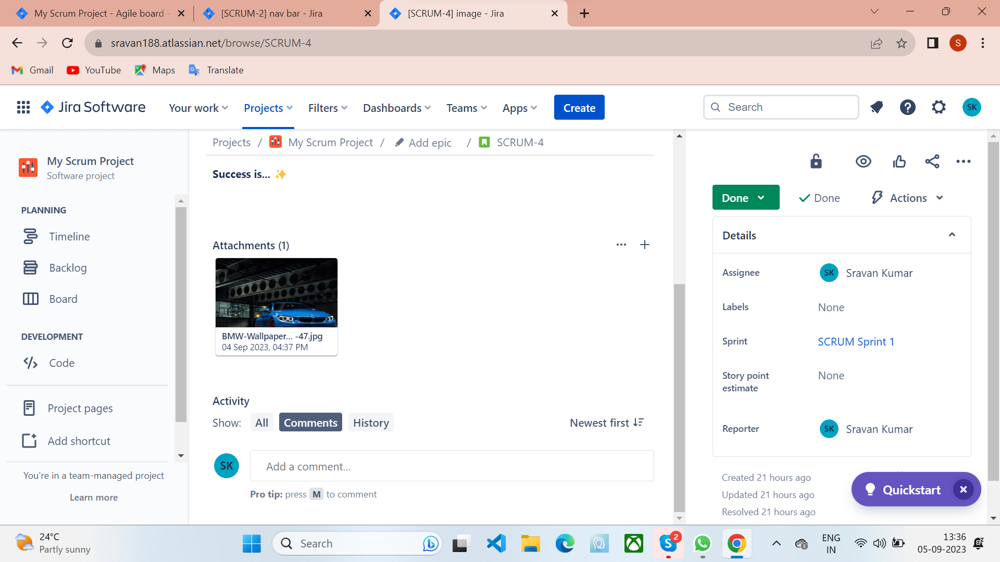 My Scrum Project - Agile board -
[SCRUM-2] nav bar - Jira
[SCRUM-4] image - Jira
sravan188.atlassian.net/browse/SCRUM-4
S
Gmail
YouTube
Maps
Translate
Jira Software
Your work
Projects
Filters
Dashboards
Teams
Apps
Create
Search
SK
My Scrum Project
Software project
PLANNING
Timeline
Backlog
Board
DEVELOPMENT
Code
Project pages
Add shortcut
You're in a team-managed project
Learn more
Projects / My Scrum Project / Add epic / SCRUM-4
Success is... ✨
Attachments (1)
BMW-Wallpaper... -47.jpg
04 Sep 2023, 04:37 PM
Activity
Show: All Comments History
Newest first
SK
Add a comment...
Pro tip: press M to comment
Done
Done
Actions
Details
Assignee
SK Sravan Kumar
Labels
None
Sprint
SCRUM Sprint 1
Story point
estimate
None
Reporter
SK Sravan Kumar
Created 21 hours ago
Updated 21 hours ago
Resolved 21 hours ago
Quickstart
24°C
Partly sunny
Search
2
ENG
IN
13:36
05-09-2023